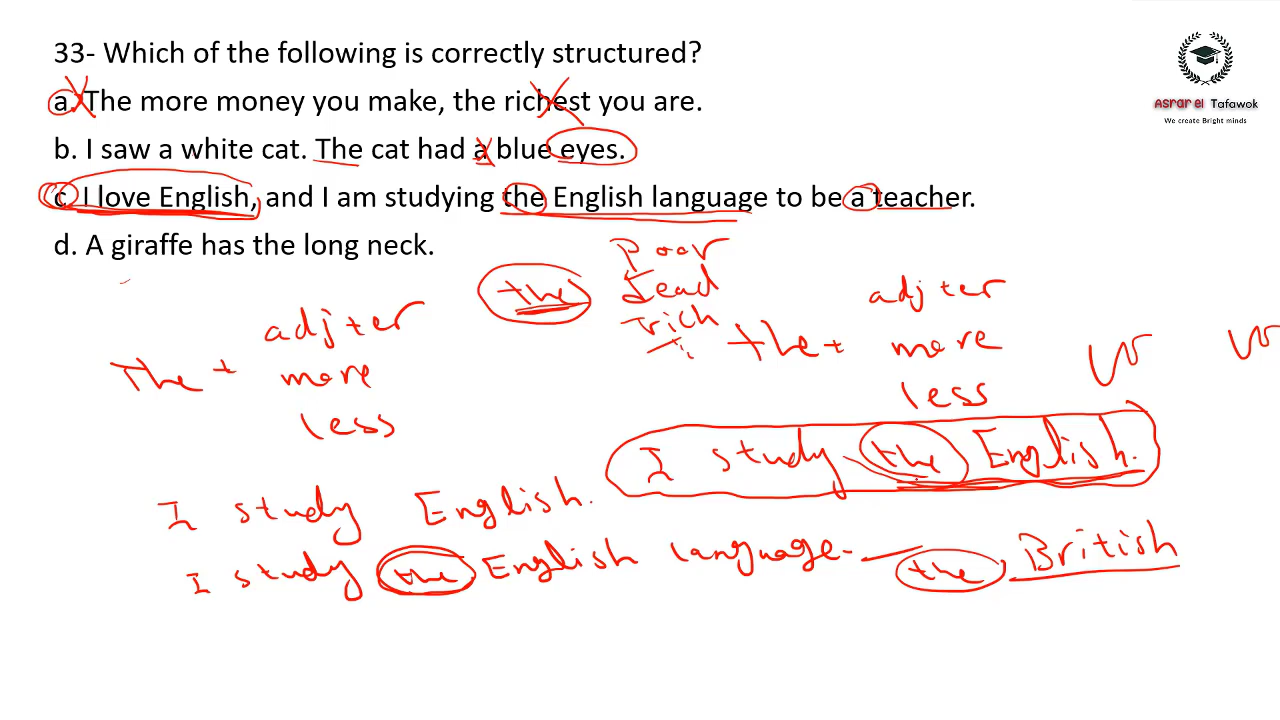 33- Which of the following is correctly structured?
a. The more money you make, the richest you are.
b. I saw a white cat. The cat had a blue eyes.
c. I love English, and I am studying the English language to be a teacher.
d. A giraffe has the long neck.
Asrar el Tafawok
We create Bright minds
poor
the dead
rich
adj+er
The + more
less
adj+er
the + more
less
I study the English.
I study English.
I study the English language.
the British